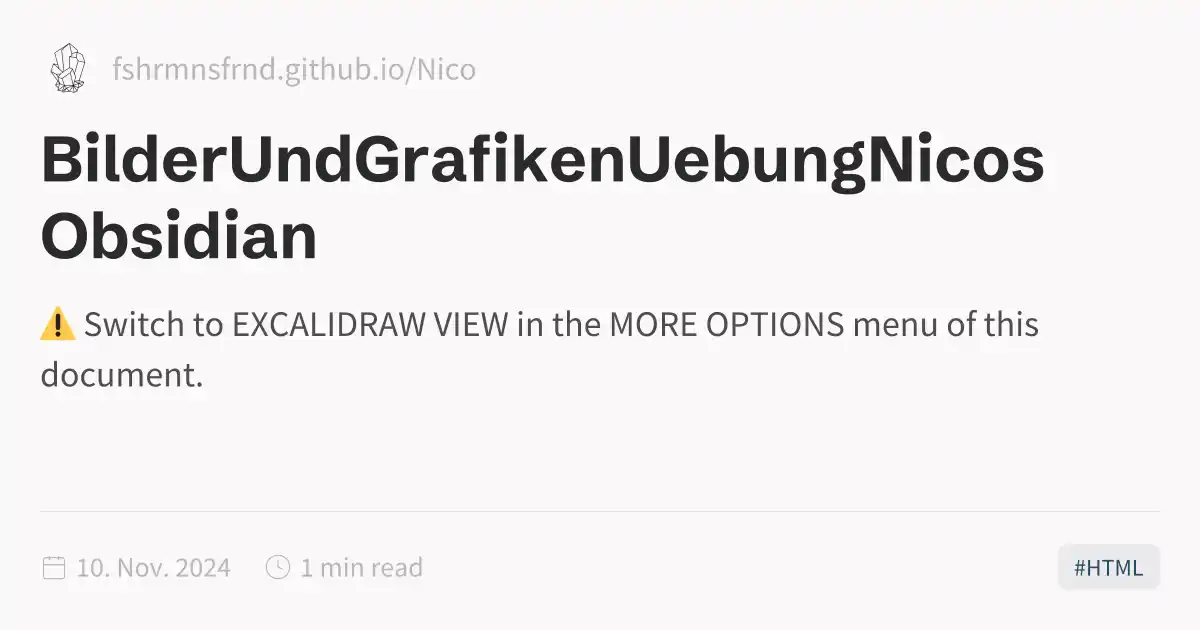 fshrmnsfrnd.github.io/Nico
BilderUndGrafikenUebungNicos
Obsidian
⚠️ Switch to EXCALIDRAW VIEW in the MORE OPTIONS menu of this
document.
10. Nov. 2024 1 min read #HTML